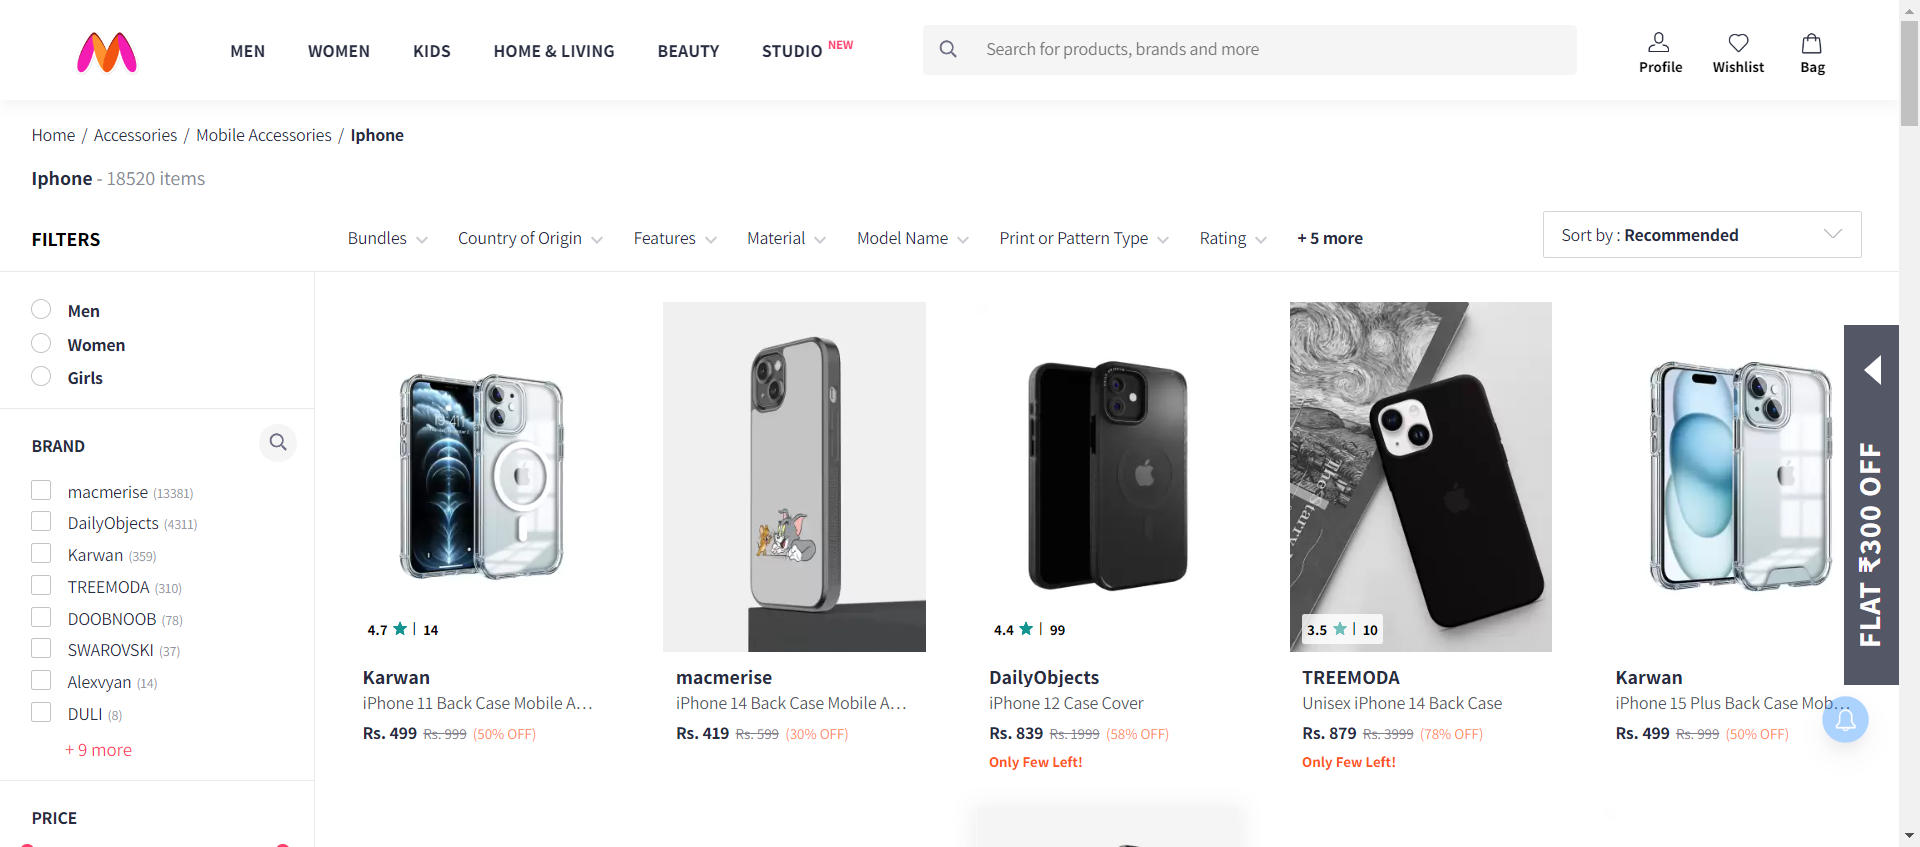 MEN
WOMEN
KIDS
HOME & LIVING
BEAUTY
STUDIO NEW
Search for products, brands and more
Profile
Wishlist
Bag
Home / Accessories / Mobile Accessories / Iphone
Iphone - 18520 items
FILTERS
Bundles
Country of Origin
Features
Material
Model Name
Print or Pattern Type
Rating
+ 5 more
Sort by : Recommended
Men
Women
Girls
BRAND
macmerise (13381)
DailyObjects (4311)
Karwan (359)
TREEMODA (310)
DOOBNOOB (78)
SWAROVSKI (37)
Alexvyan (14)
DULI (8)
+ 9 more
PRICE
4.7 ★ | 14
Karwan
iPhone 11 Back Case Mobile A...
Rs. 499 Rs. 999 (50% OFF)
macmerise
iPhone 14 Back Case Mobile A...
Rs. 419 Rs. 599 (30% OFF)
4.4 ★ | 99
DailyObjects
iPhone 12 Case Cover
Rs. 839 Rs. 1999 (58% OFF)
Only Few Left!
The Starry
3.5 ★ | 10
TREEMODA
Unisex iPhone 14 Back Case
Rs. 879 Rs. 3999 (78% OFF)
Only Few Left!
Karwan
iPhone 15 Plus Back Case Mob...
Rs. 499 Rs. 999 (50% OFF)
FLAT ₹300 OFF